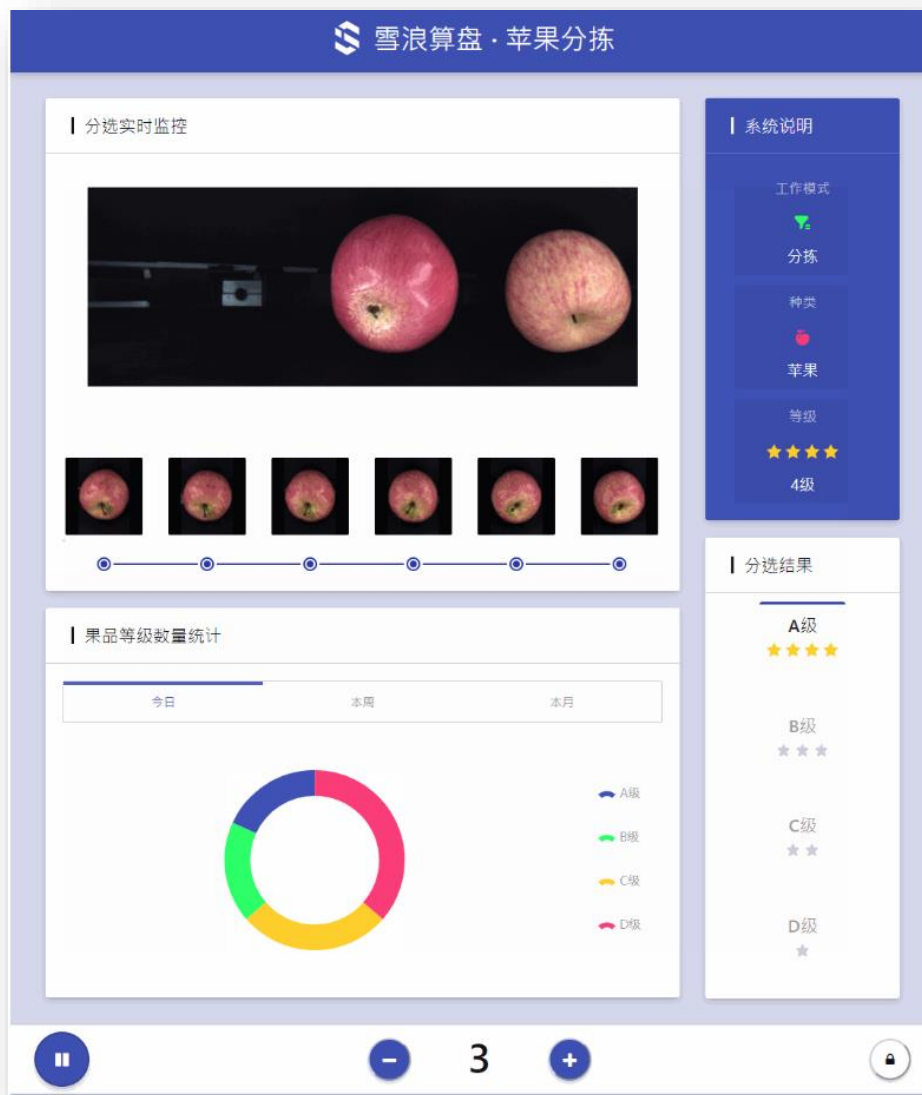 雪浪算盘·苹果分拣
分选实时监控
系统说明
工作模式
分拣
种类
苹果
等级
4级
果品等级数量统计
今日
本周
本月
A级
B级
C级
D级
分选结果
A级
B级
C级
D级
3